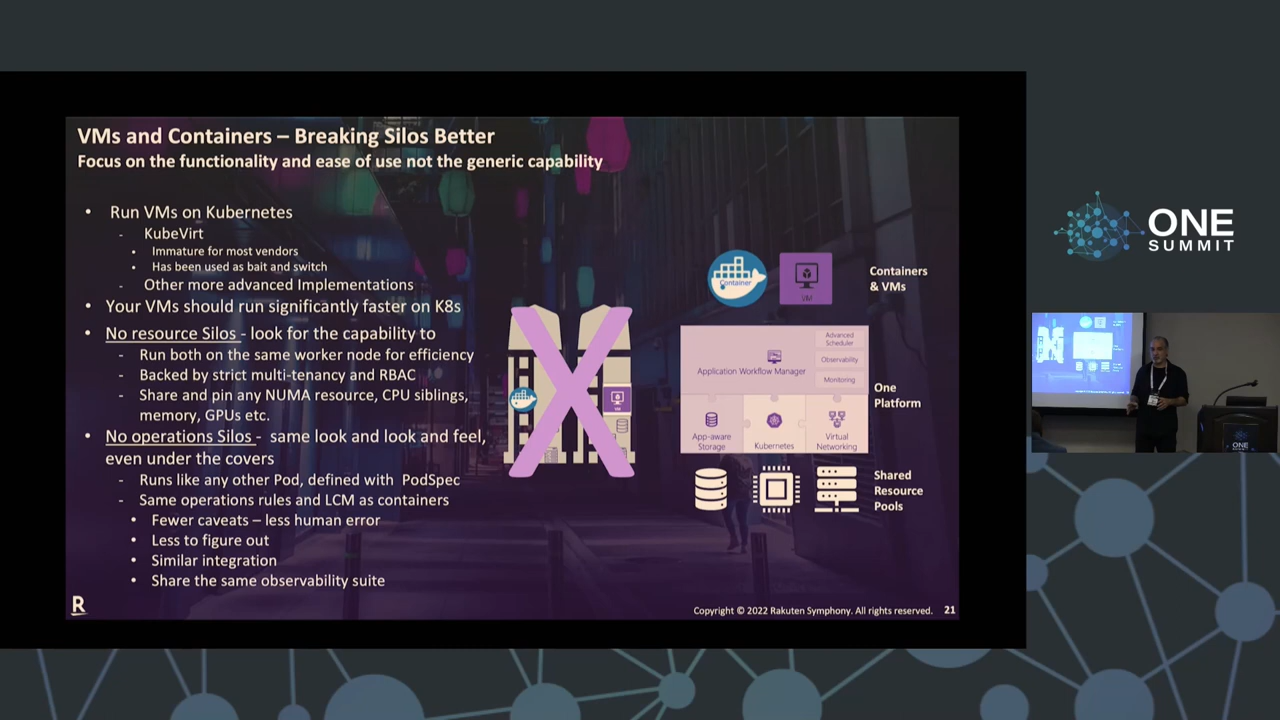 VMs and Containers – Breaking Silos Better
Focus on the functionality and ease of use not the generic capability
• Run VMs on Kubernetes
- KubeVirt
• Immature for most vendors
• Has been used as bait and switch
- Other more advanced Implementations
• Your VMs should run significantly faster on K8s
• No resource Silos - look for the capability to
- Run both on the same worker node for efficiency
- Backed by strict multi-tenancy and RBAC
- Share and pin any NUMA resource, CPU siblings,
memory, GPUs etc.
• No operations Silos - same look and look and feel,
even under the covers
- Runs like any other Pod, defined with PodSpec
- Same operations rules and LCM as containers
• Fewer caveats – less human error
• Less to figure out
• Similar integration
• Share the same observability suite
Container
VM
Containers
& VMs
Application Workflow Manager
Advanced
Scheduler
Observability
Monitoring
One
Platform
App-aware
Storage
Kubernetes
Virtual
Networking
Shared
Resource
Pools
R
Copyright © 2022 Rakuten Symphony. All rights reserved. 21
ONE
SUMMIT
ONE